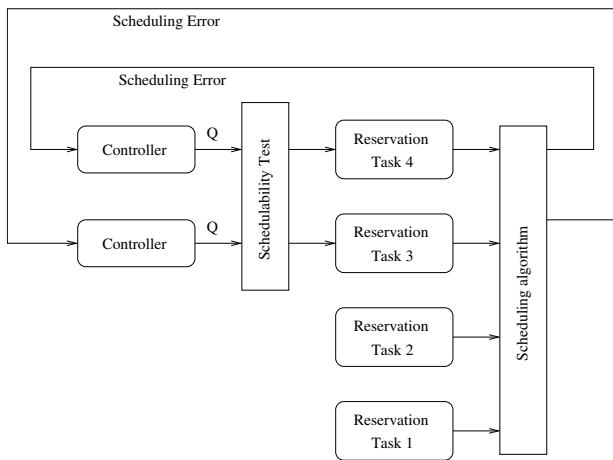 Scheduling Error
Scheduling Error
Q
Controller
Schedulability Test
Reservation
Task 4
Q
Controller
Reservation
Task 3
Scheduling algorithm
Reservation
Task 2
Reservation
Task 1